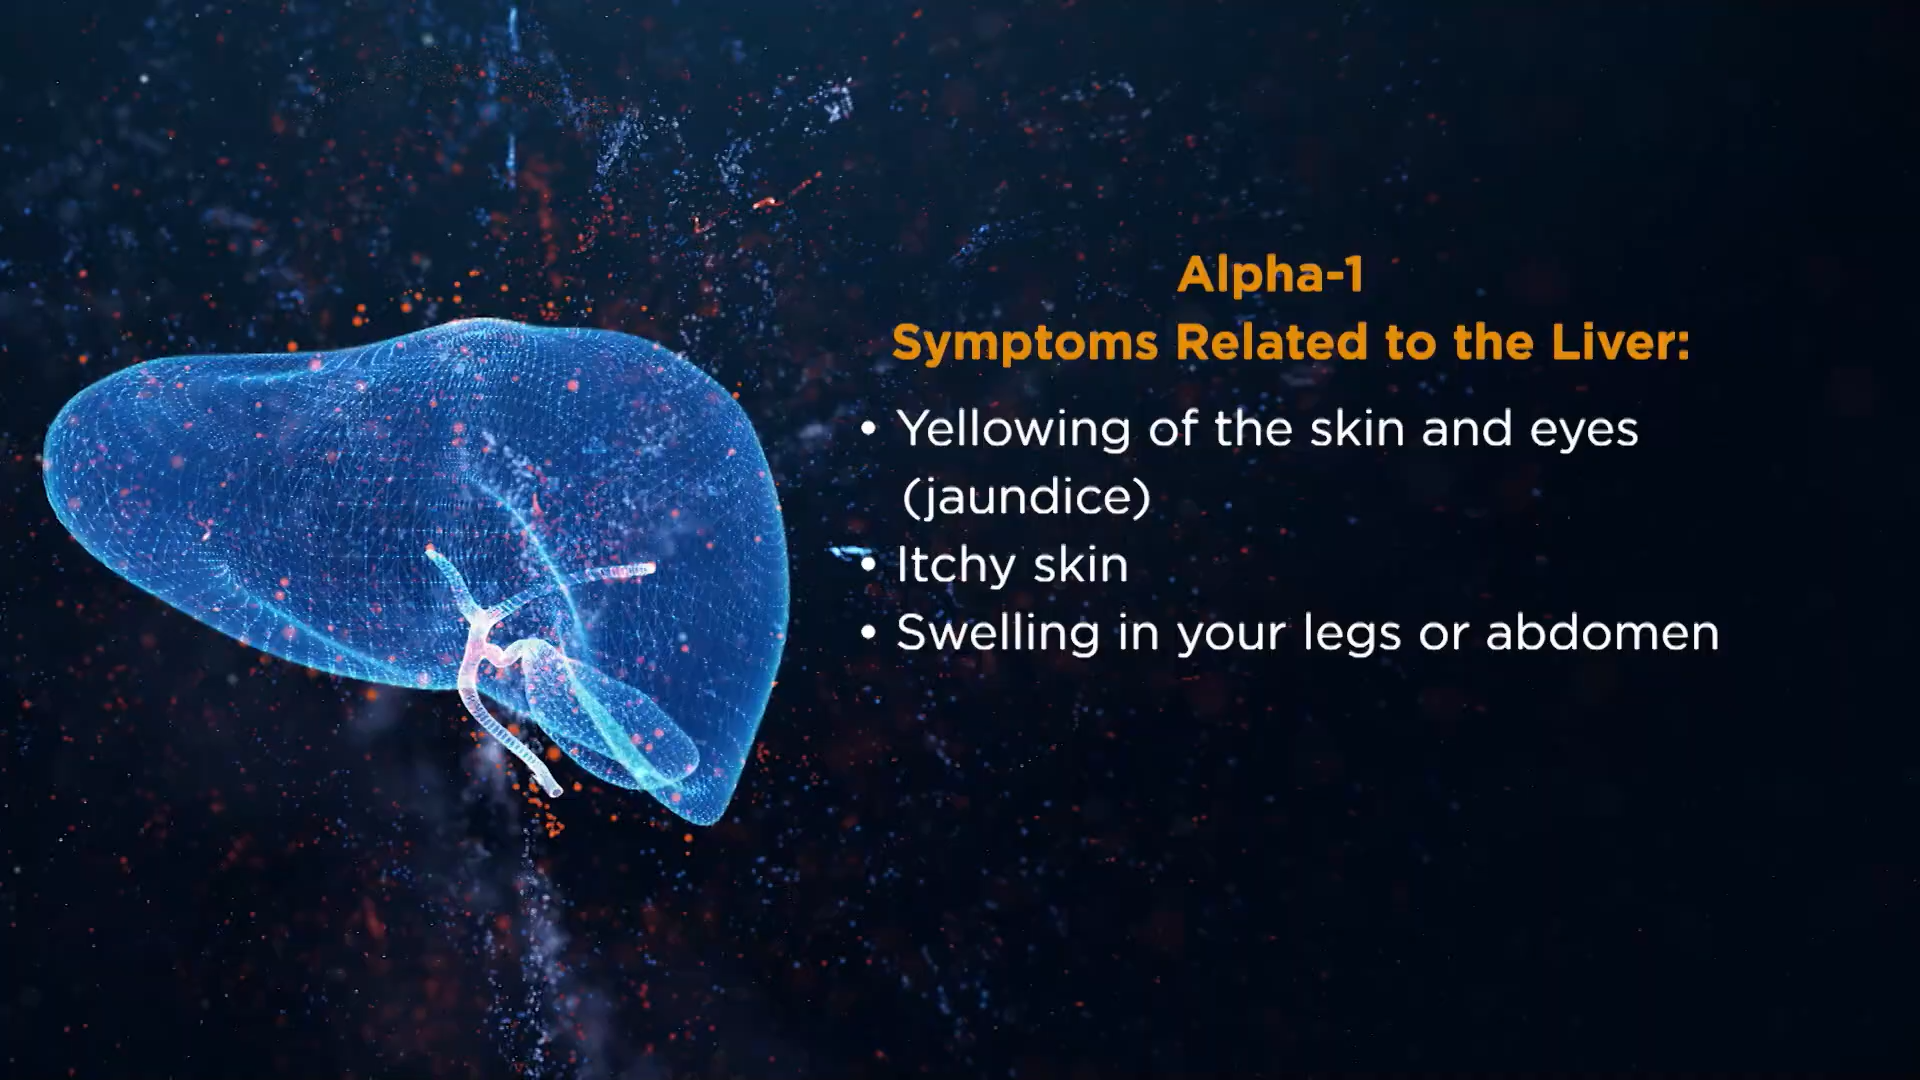 Alpha-1
Symptoms Related to the Liver:
• Yellowing of the skin and eyes
(jaundice)
• Itchy skin
• Swelling in your legs or abdomen